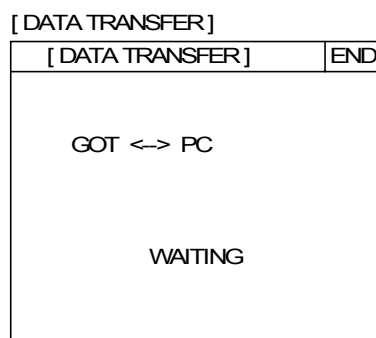 [ DATA TRANSFER ]
[ DATA TRANSFER ] END
GOT <--> PC
WAITING